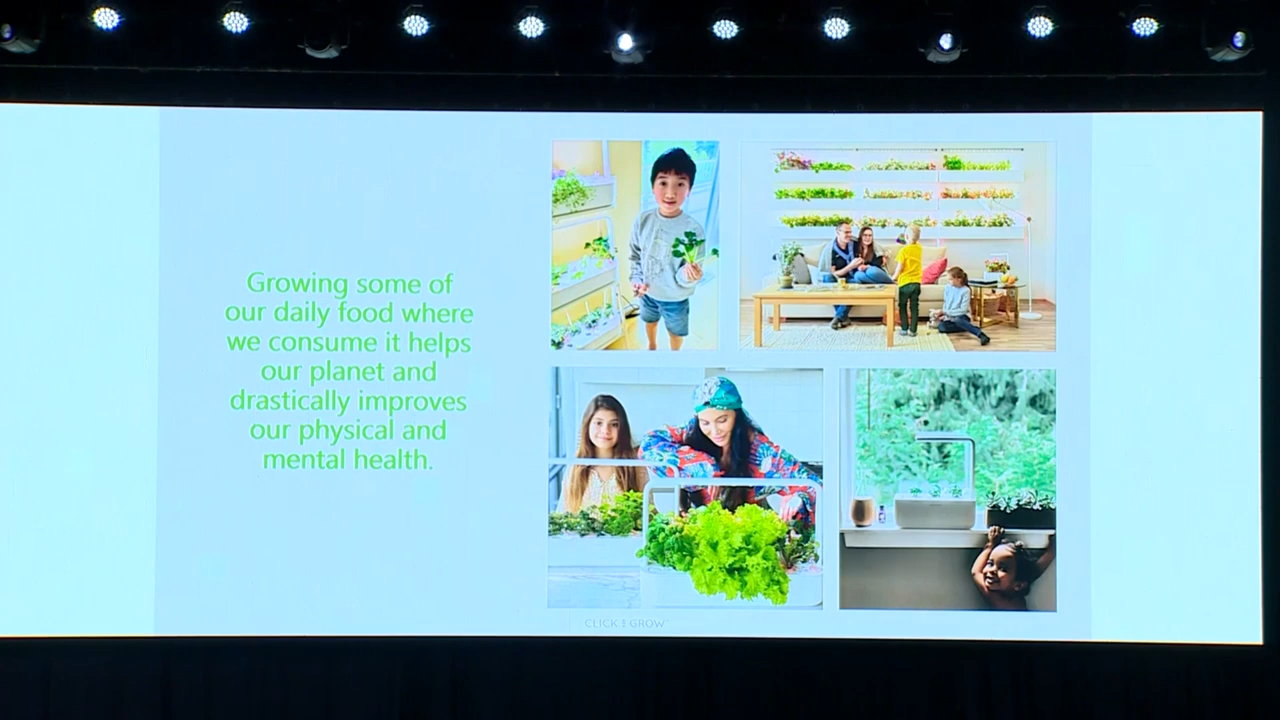 Growing some of
our daily food where
we consume it helps
our planet and
drastically improves
our physical and
mental health.
CLICK & GROW